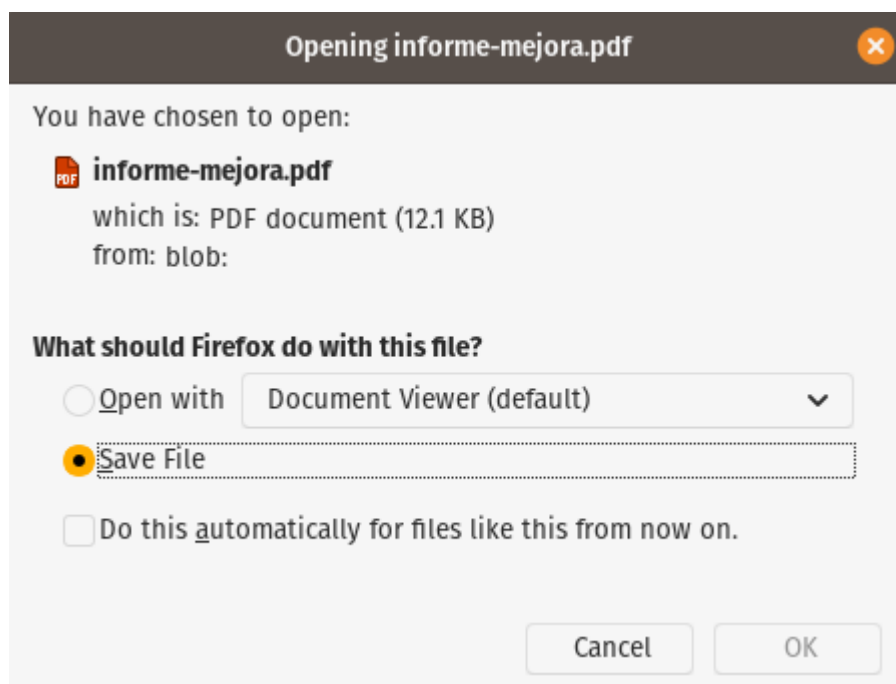 Opening informe-mejora.pdf
You have chosen to open:
PDF
informe-mejora.pdf
which is: PDF document (12.1 KB)
from: blob:
What should Firefox do with this file?
Open with Document Viewer (default)
Save File
Do this automatically for files like this from now on.
Cancel OK